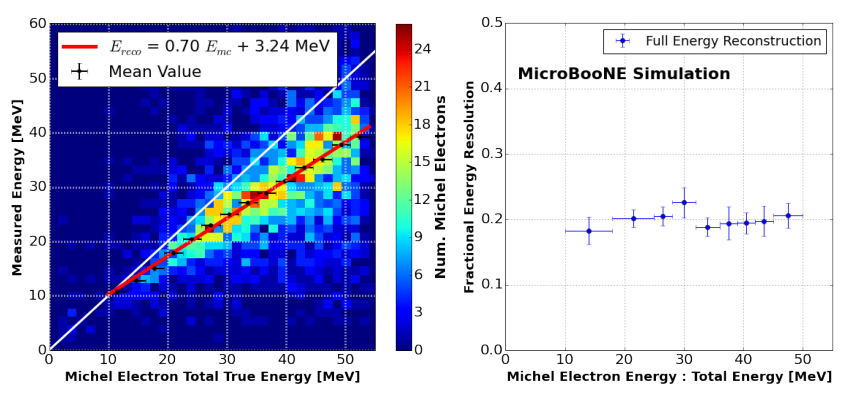 E_reco = 0.70 E_mc + 3.24 MeV
Mean Value
60
50
40
30
20
10
0
0 10 20 30 40 50
Measured Energy [MeV]
Michel Electron Total True Energy [MeV]
24
21
18
15
12
9
6
3
0
Num. Michel Electrons
Full Energy Reconstruction
MicroBooNE Simulation
0.5
0.4
0.3
0.2
0.1
0.0
0 10 20 30 40 50
Fractional Energy Resolution
Michel Electron Energy : Total Energy [MeV]